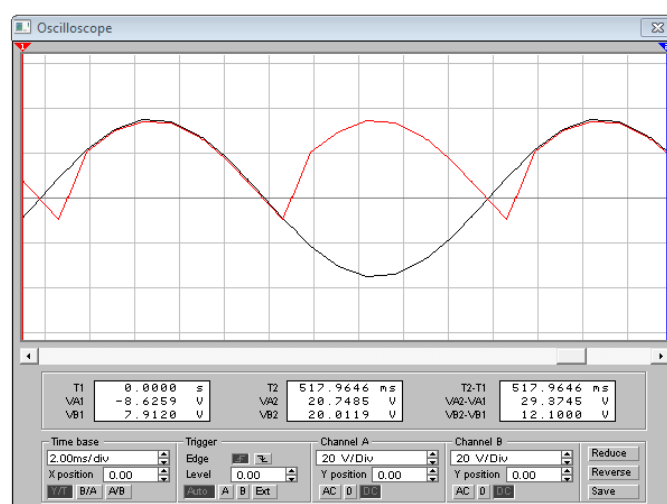 Oscilloscope
1
T1 0.0000 s T2 517.9646 ms T2-T1 517.9646 ms
VA1 -8.6259 V VA2 20.7485 V VA2-VA1 29.3745 V
VB1 7.9120 V VB2 20.0119 V VB2-VB1 12.1000 V
Time base Trigger Channel A Channel B
2.00ms/div Edge 20 V/Div 20 V/Div Reduce
X position 0.00 Level 0.00 Y position 0.00 Y position 0.00 Reverse
Y/T B/A A/B Auto A B Ext AC 0 DC AC 0 DC Save